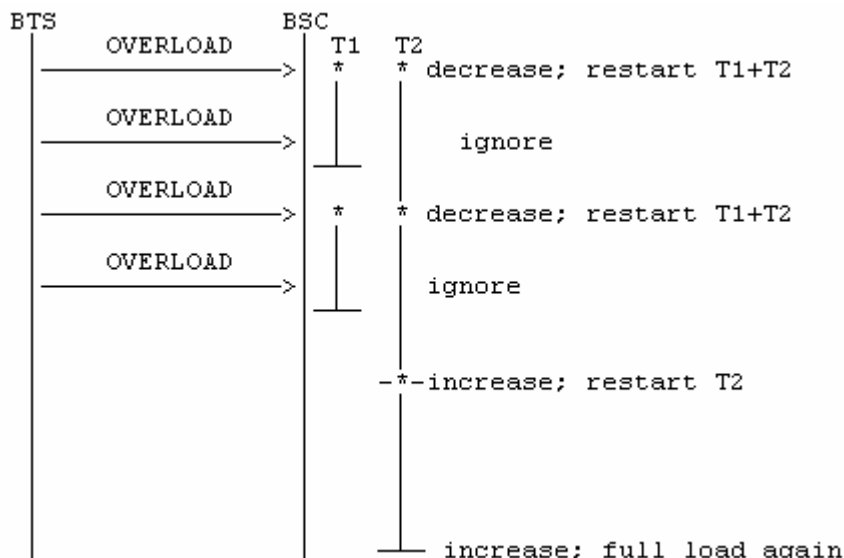 BTS BSC
OVERLOAD T1 T2
* * decrease; restart T1+T2
OVERLOAD
ignore
OVERLOAD
* * decrease; restart T1+T2
OVERLOAD
ignore
-*-increase; restart T2
increase; full load again